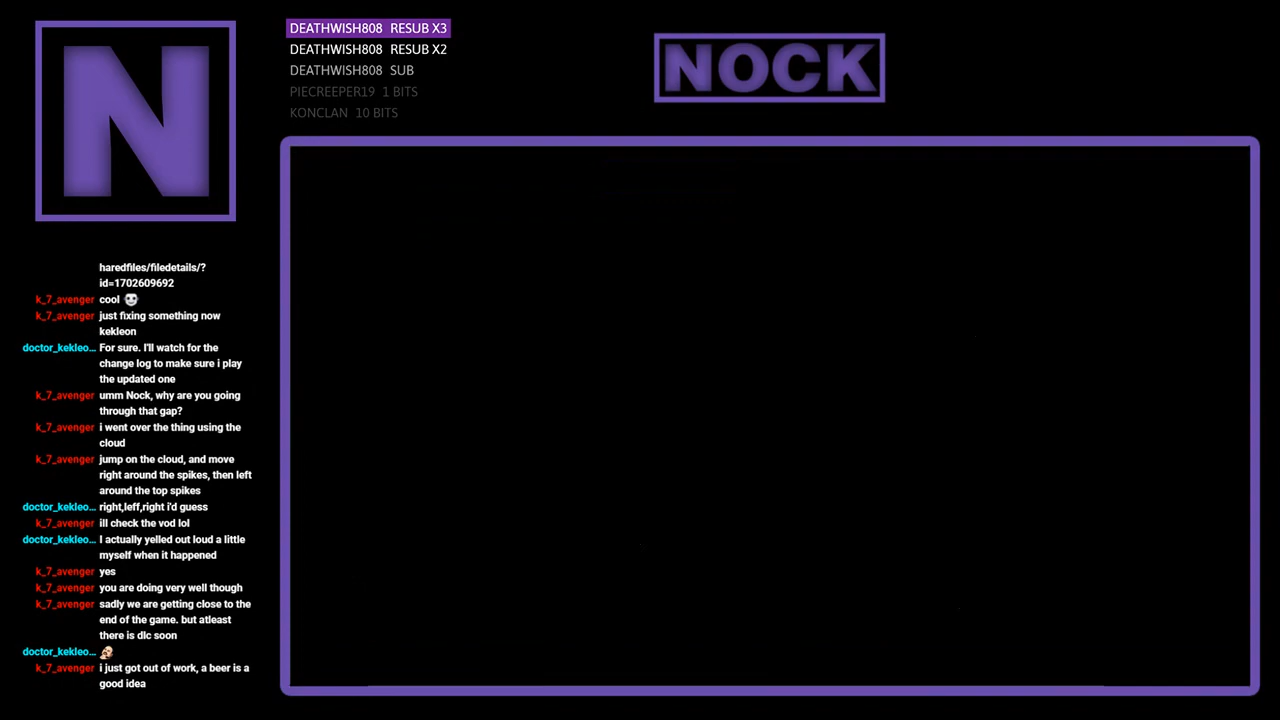 N
DEATHWISH808 RESUB X3
DEATHWISH808 RESUB X2
DEATHWISH808 SUB
PIECREEPER19 1 BITS
KONCLAN 10 BITS
NOCK
haredfiles/filedetails/?
id=1702609692
k_7_avenger cool
k_7_avenger just fixing something now
kekleon
doctor_kekleo... For sure. I'll watch for the
change log to make sure i play
the updated one
k_7_avenger umm Nock, why are you going
through that gap?
k_7_avenger i went over the thing using the
cloud
k_7_avenger jump on the cloud, and move
right around the spikes, then left
around the top spikes
doctor_kekleo... right,leff,right i'd guess
k_7_avenger ill check the vod lol
doctor_kekleo... I actually yelled out loud a little
myself when it happened
k_7_avenger yes
k_7_avenger you are doing very well though
k_7_avenger sadly we are getting close to the
end of the game. but atleast
there is dlc soon
doctor_kekleo...
k_7_avenger i just got out of work, a beer is a
good idea